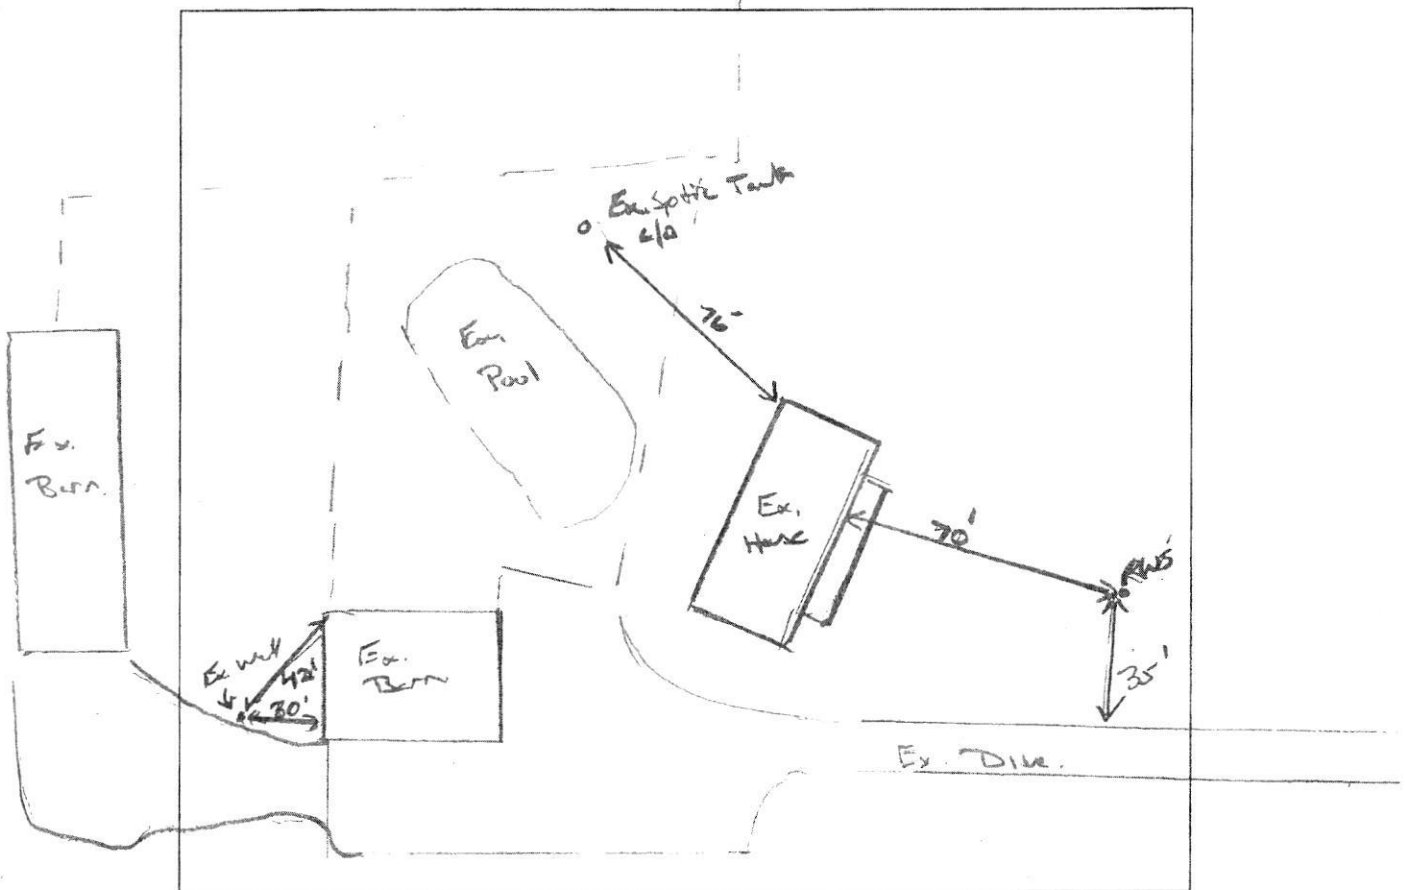 Ex. Septic Tank
c/o
76'
Ex.
Pool
Ex.
Barn.
Ex.
House
70'
35'
Ex well
42'
30'
Ex.
Barn
Ex. Drive.